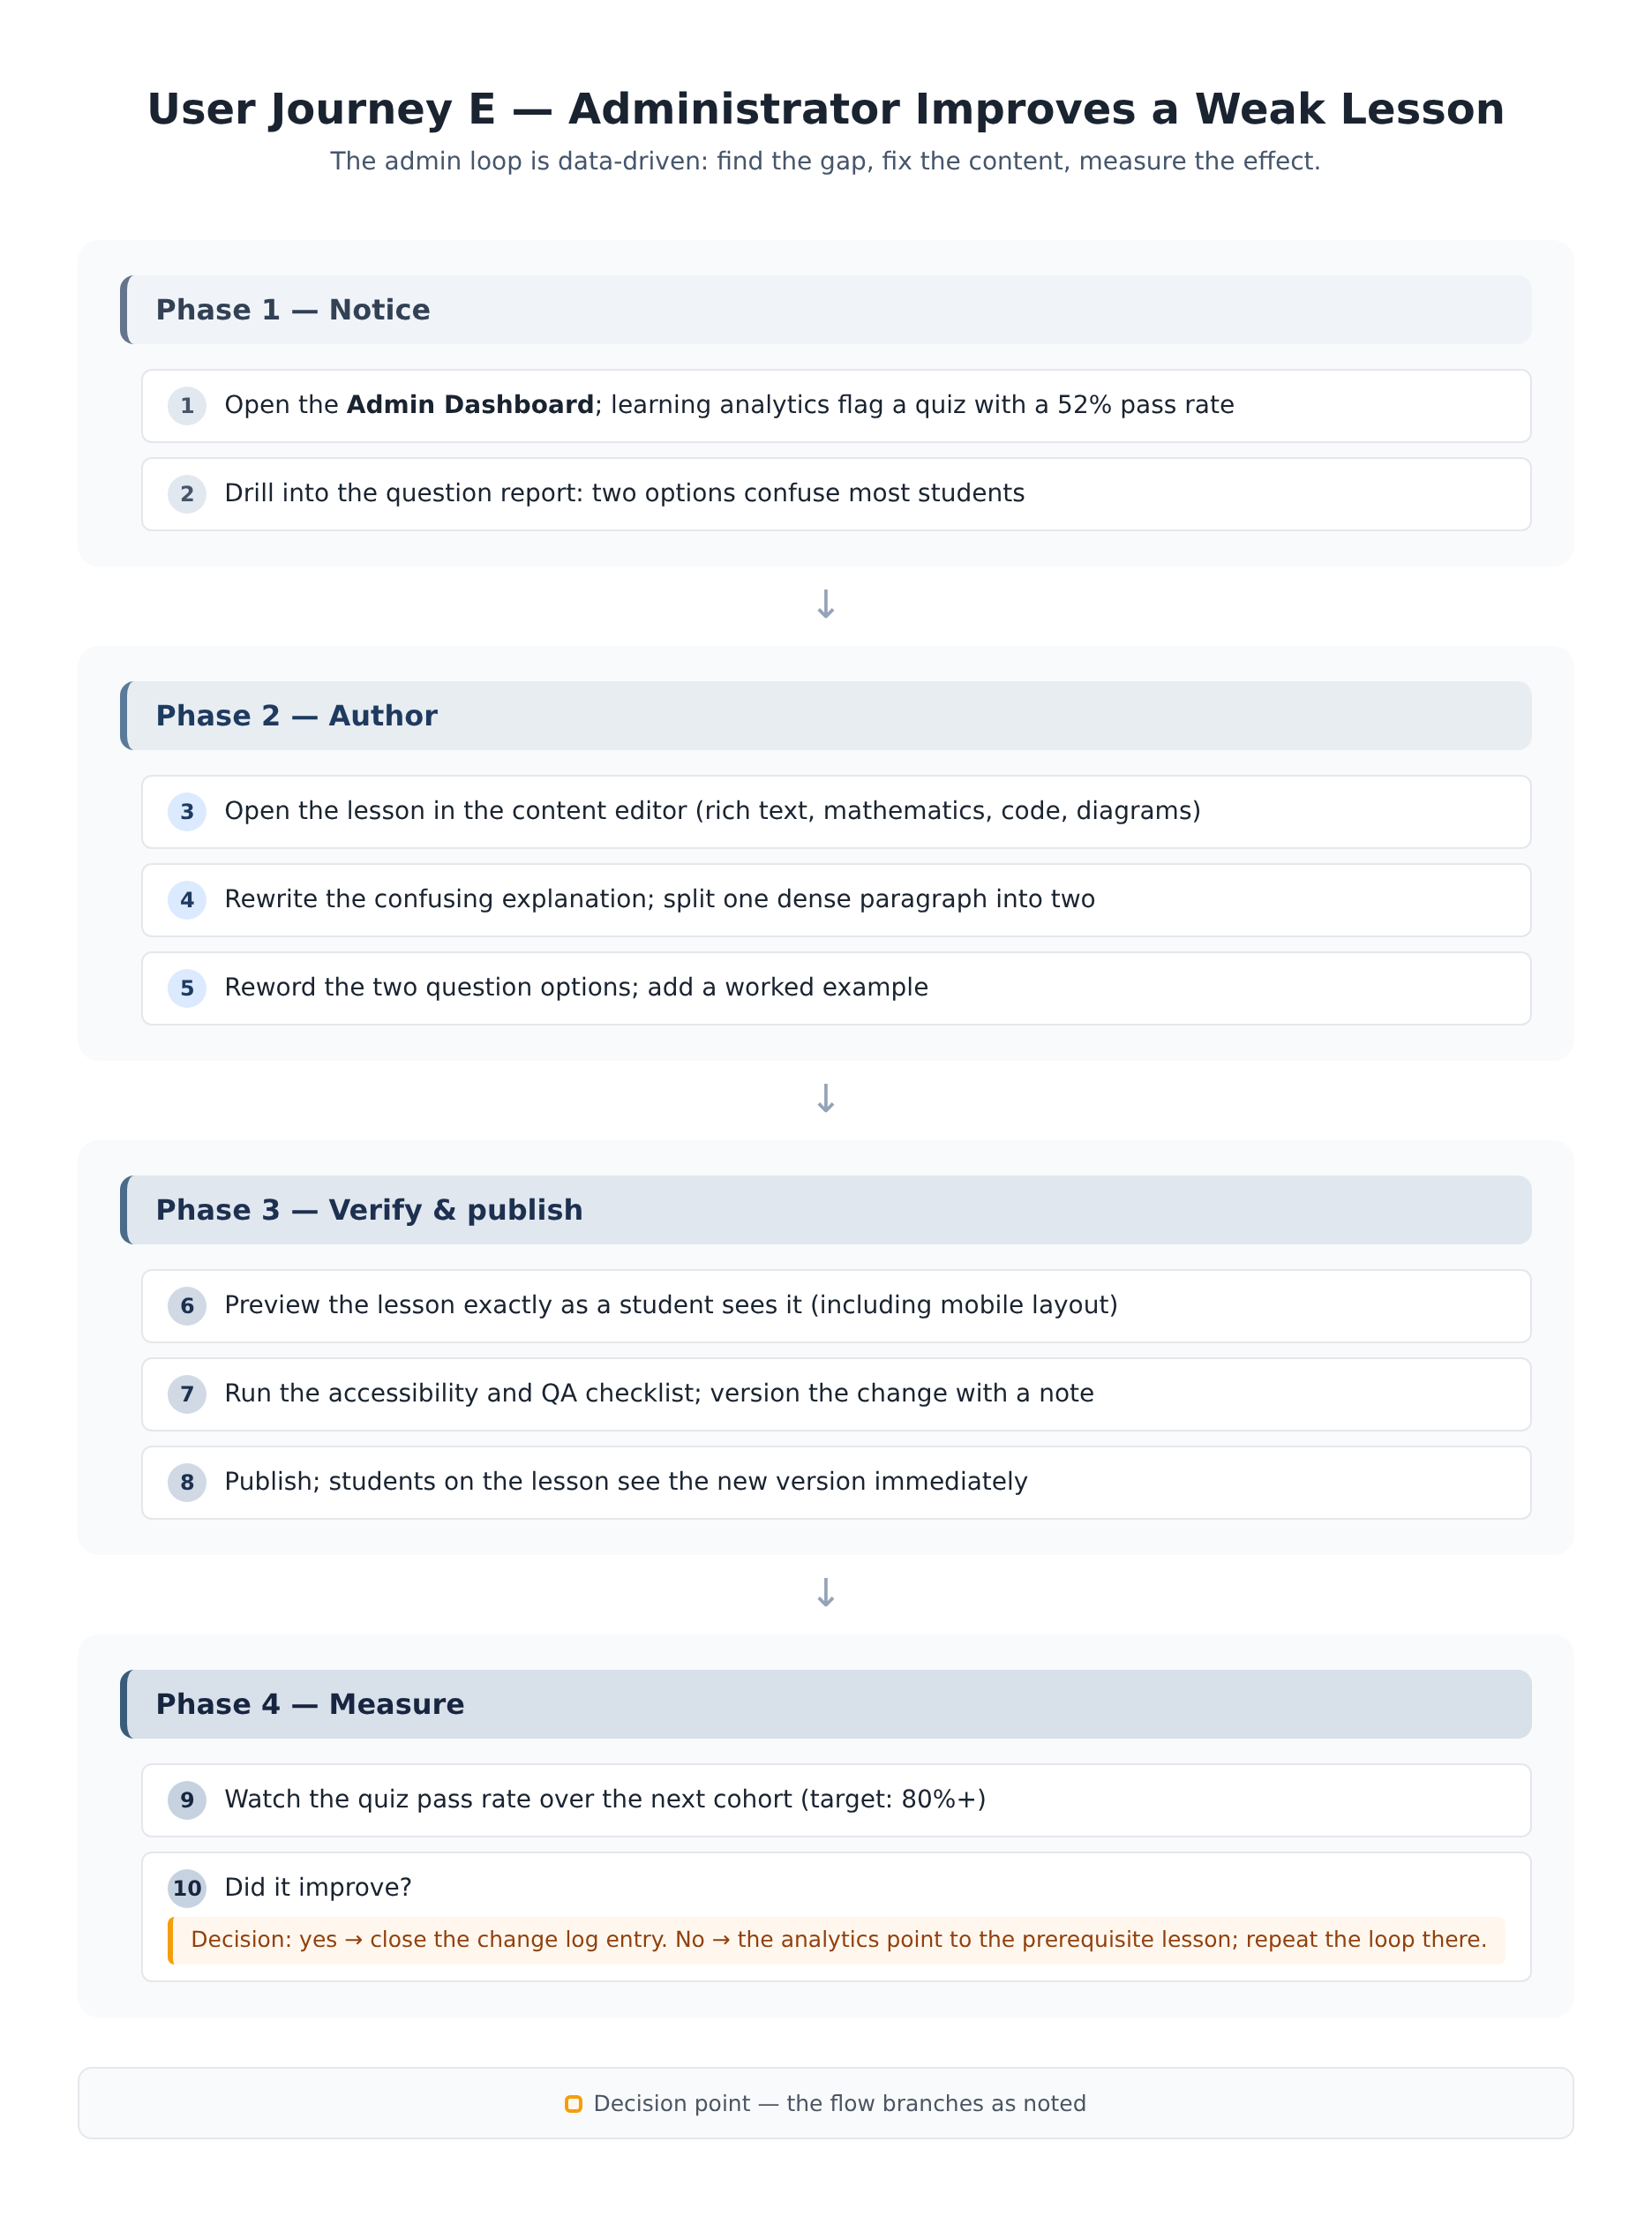 User Journey E — Administrator Improves a Weak Lesson
The admin loop is data-driven: find the gap, fix the content, measure the effect.
Phase 1 — Notice
1 Open the Admin Dashboard; learning analytics flag a quiz with a 52% pass rate
2 Drill into the question report: two options confuse most students
↓
Phase 2 — Author
3 Open the lesson in the content editor (rich text, mathematics, code, diagrams)
4 Rewrite the confusing explanation; split one dense paragraph into two
5 Reword the two question options; add a worked example
↓
Phase 3 — Verify & publish
6 Preview the lesson exactly as a student sees it (including mobile layout)
7 Run the accessibility and QA checklist; version the change with a note
8 Publish; students on the lesson see the new version immediately
↓
Phase 4 — Measure
9 Watch the quiz pass rate over the next cohort (target: 80%+)
10 Did it improve?
Decision: yes → close the change log entry. No → the analytics point to the prerequisite lesson; repeat the loop there.
Decision point — the flow branches as noted